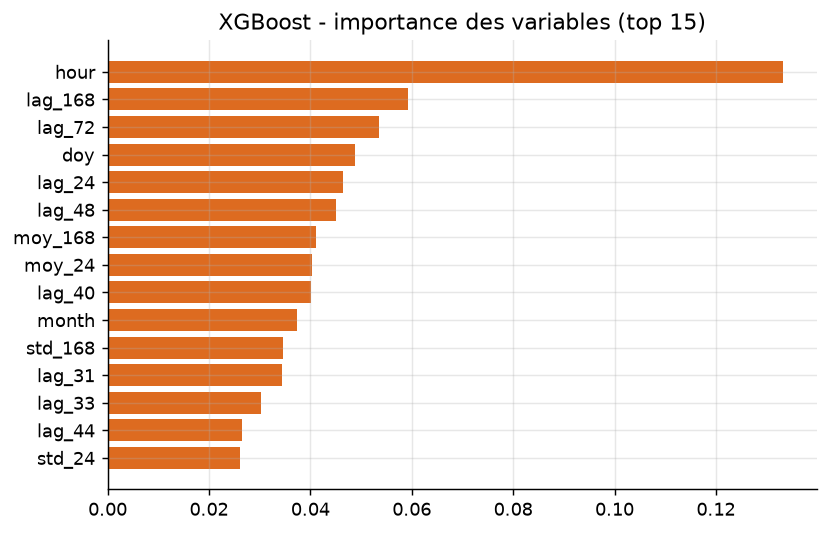 XGBoost - importance des variables (top 15)
hour
lag_168
lag_72
doy
lag_24
lag_48
moy_168
moy_24
lag_40
month
std_168
lag_31
lag_33
lag_44
std_24
0.00 0.02 0.04 0.06 0.08 0.10 0.12